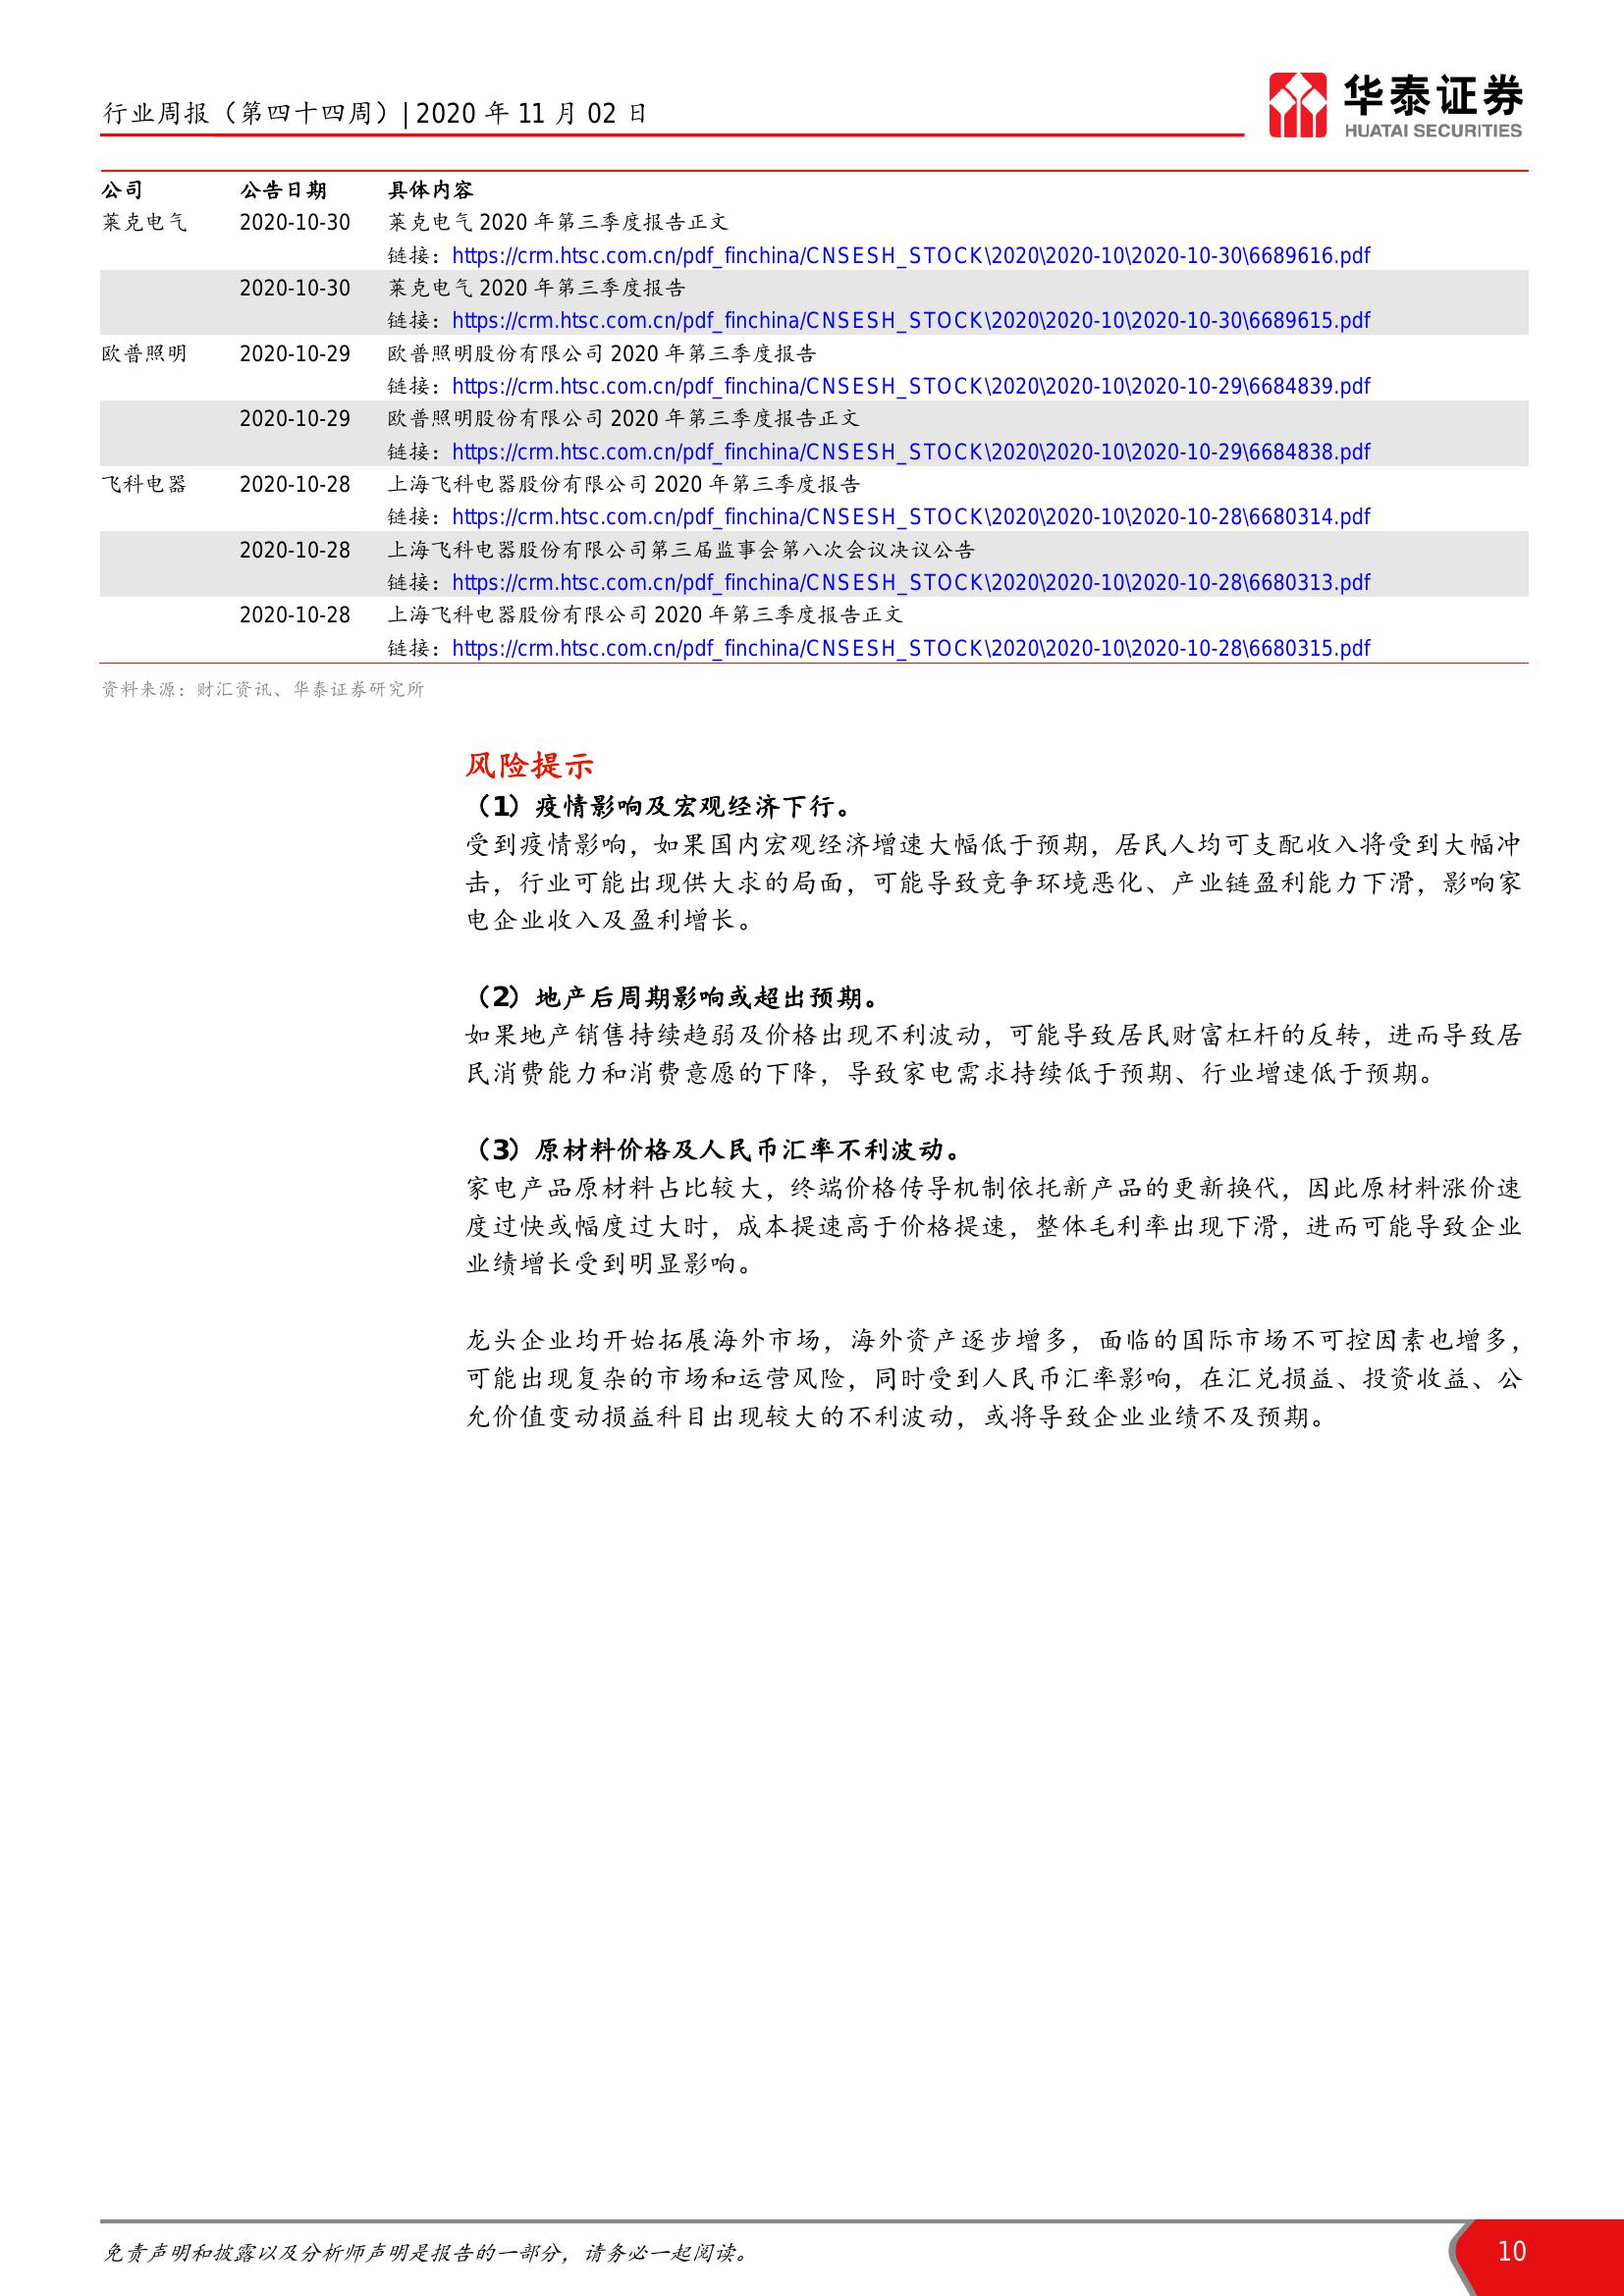 行业周报（第四十四周）| 2020 年 11 月 02 日
华泰证券
HUATAI SECURITIES
公司 公告日期 具体内容
莱克电气 2020-10-30 莱克电气 2020 年第三季度报告正文
链接：https://crm.htsc.com.cn/pdf_finchina/CNSESH_STOCK\2020\2020-10\2020-10-30\6689616.pdf
2020-10-30 莱克电气 2020 年第三季度报告
链接：https://crm.htsc.com.cn/pdf_finchina/CNSESH_STOCK\2020\2020-10\2020-10-30\6689615.pdf
欧普照明 2020-10-29 欧普照明股份有限公司 2020 年第三季度报告
链接：https://crm.htsc.com.cn/pdf_finchina/CNSESH_STOCK\2020\2020-10\2020-10-29\6684839.pdf
2020-10-29 欧普照明股份有限公司 2020 年第三季度报告正文
链接：https://crm.htsc.com.cn/pdf_finchina/CNSESH_STOCK\2020\2020-10\2020-10-29\6684838.pdf
飞科电器 2020-10-28 上海飞科电器股份有限公司 2020 年第三季度报告
链接：https://crm.htsc.com.cn/pdf_finchina/CNSESH_STOCK\2020\2020-10\2020-10-28\6680314.pdf
2020-10-28 上海飞科电器股份有限公司第三届监事会第八次会议决议公告
链接：https://crm.htsc.com.cn/pdf_finchina/CNSESH_STOCK\2020\2020-10\2020-10-28\6680313.pdf
2020-10-28 上海飞科电器股份有限公司 2020 年第三季度报告正文
链接：https://crm.htsc.com.cn/pdf_finchina/CNSESH_STOCK\2020\2020-10\2020-10-28\6680315.pdf
资料来源：财汇资讯、华泰证券研究所
风险提示
（1）疫情影响及宏观经济下行。
受到疫情影响，如果国内宏观经济增速大幅低于预期，居民人均可支配收入将受到大幅冲
击，行业可能出现供大求的局面，可能导致竞争环境恶化、产业链盈利能力下滑，影响家
电企业收入及盈利增长。
（2）地产后周期影响或超出预期。
如果地产销售持续趋弱及价格出现不利波动，可能导致居民财富杠杆的反转，进而导致居
民消费能力和消费意愿的下降，导致家电需求持续低于预期、行业增速低于预期。
（3）原材料价格及人民币汇率不利波动。
家电产品原材料占比较大，终端价格传导机制依托新产品的更新换代，因此原材料涨价速
度过快或幅度过大时，成本提速高于价格提速，整体毛利率出现下滑，进而可能导致企业
业绩增长受到明显影响。
龙头企业均开始拓展海外市场，海外资产逐步增多，面临的国际市场不可控因素也增多，
可能出现复杂的市场和运营风险，同时受到人民币汇率影响，在汇兑损益、投资收益、公
允价值变动损益科目出现较大的不利波动，或将导致企业业绩不及预期。
免责声明和披露以及分析师声明是报告的一部分，请务必一起阅读。
10